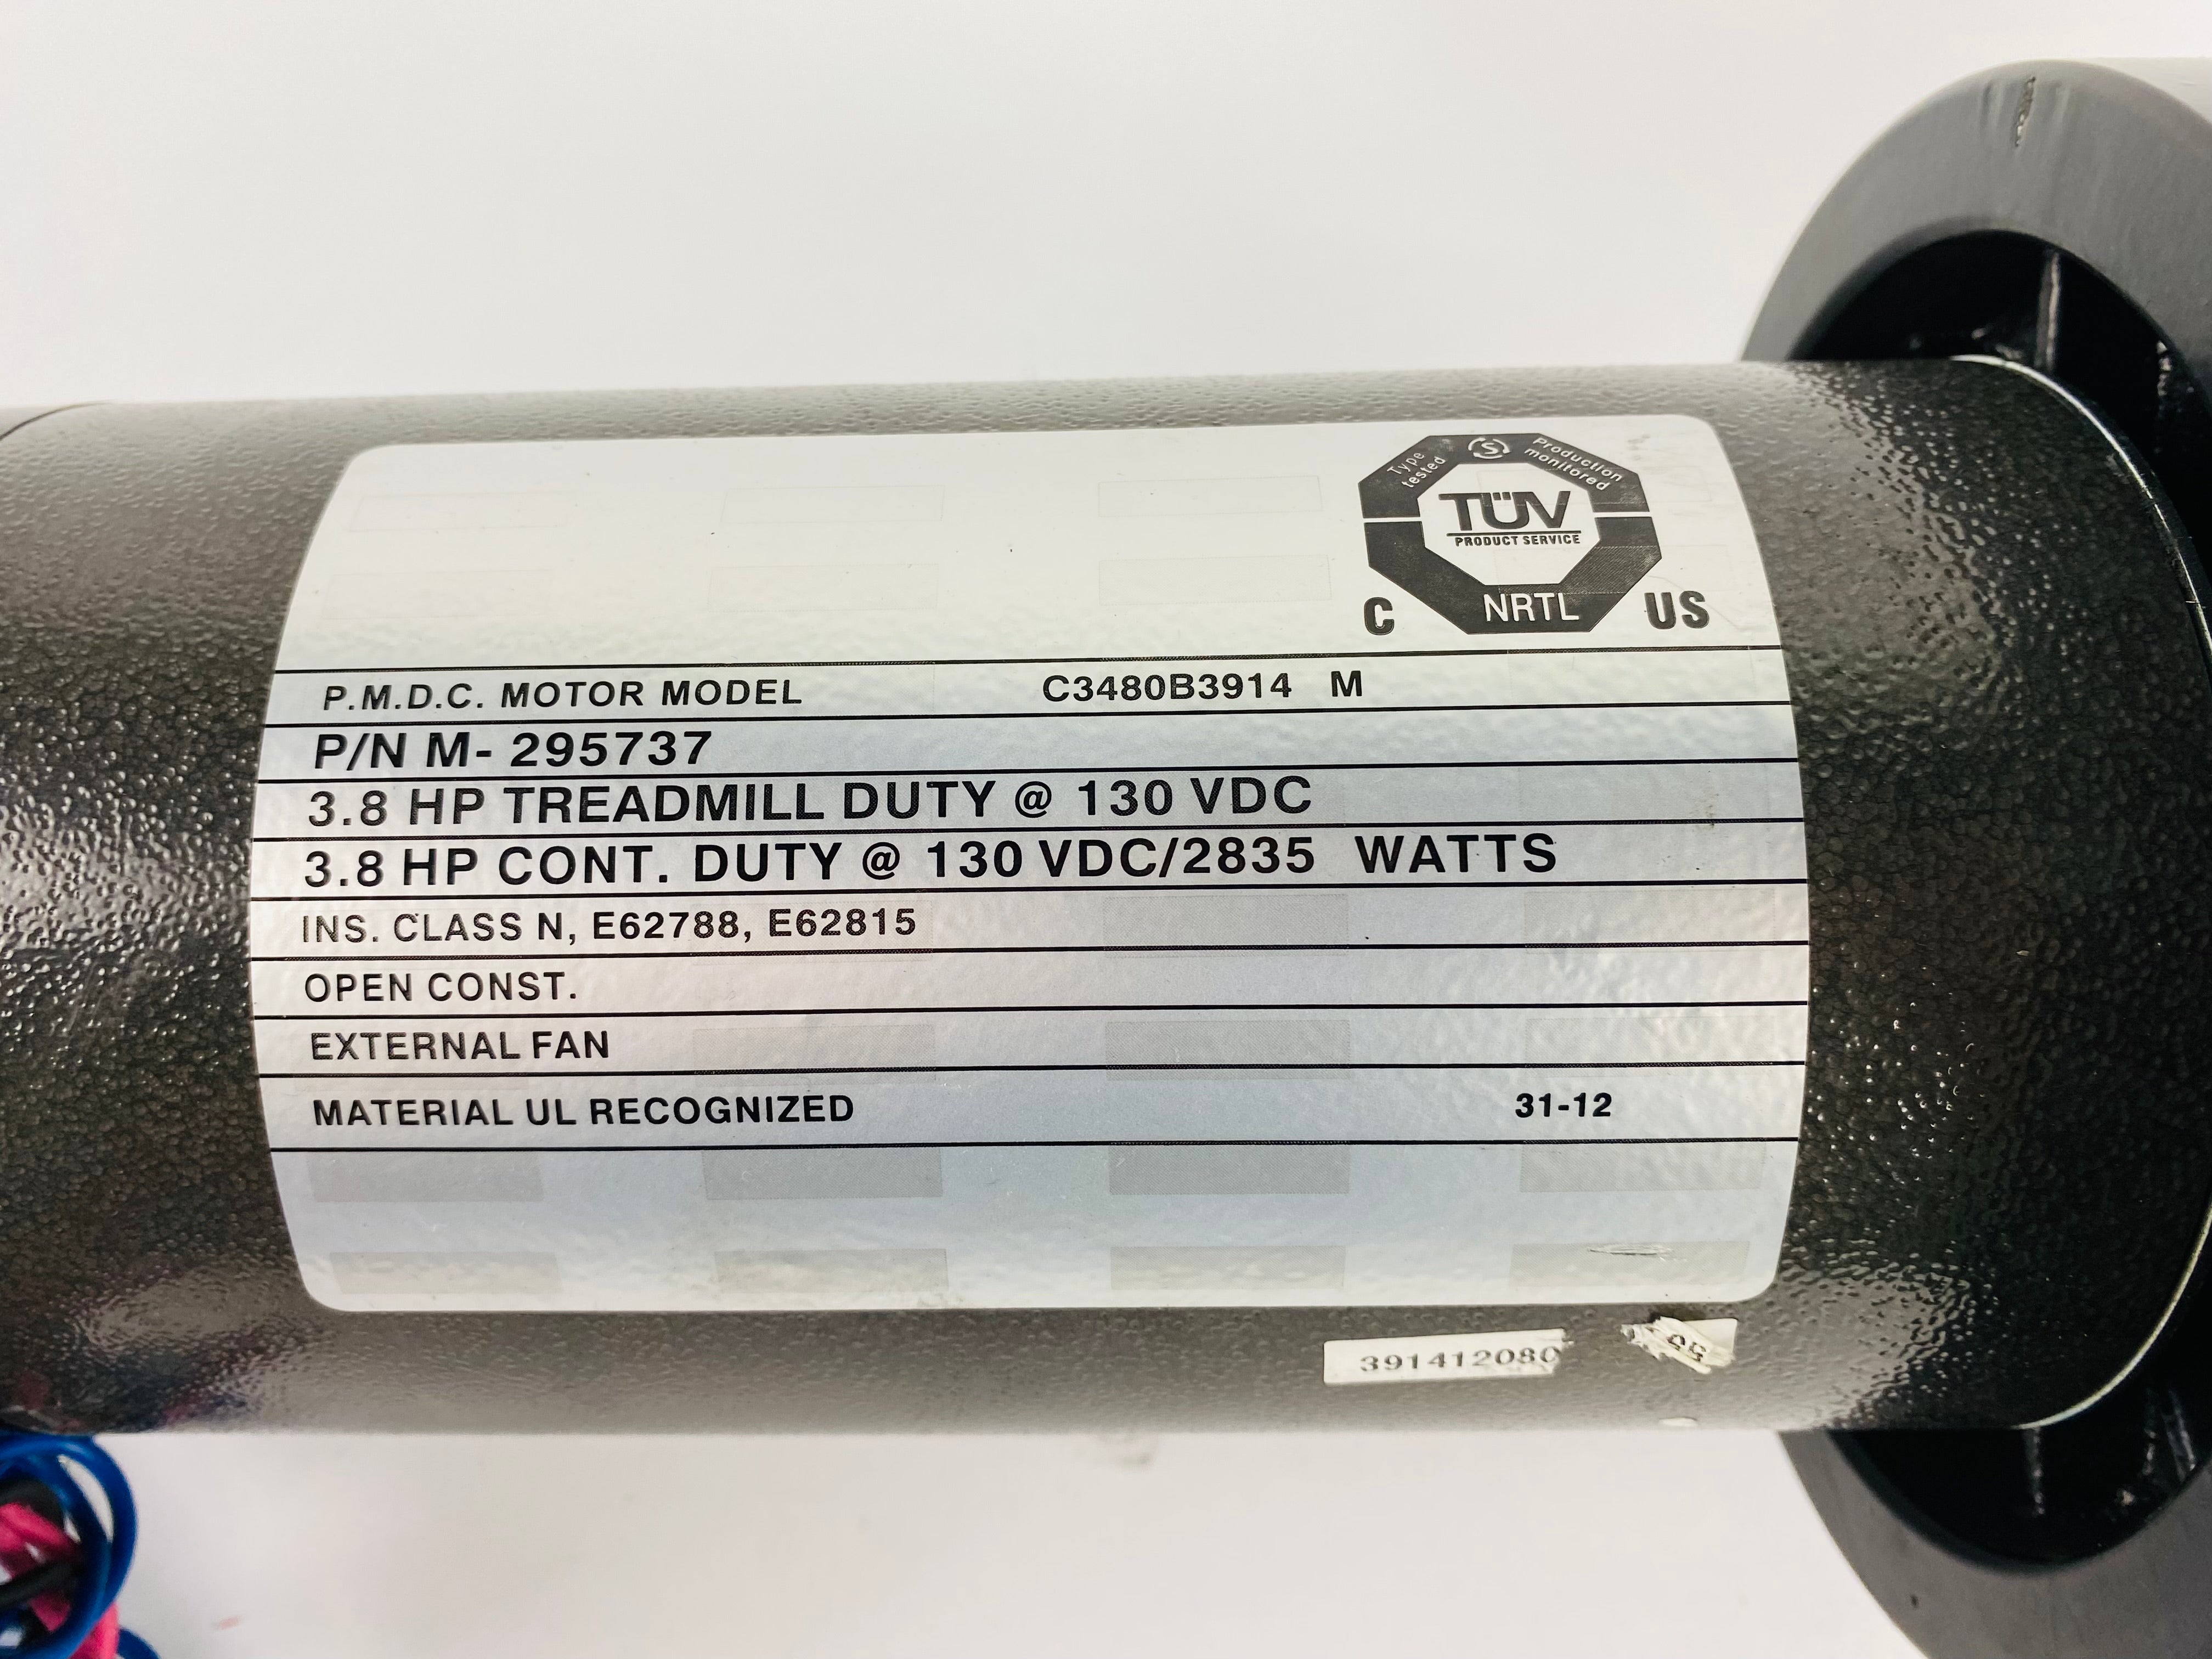 Type tested
S
Production monitored
TÜV
PRODUCT SERVICE
C NRTL US
P.M.D.C. MOTOR MODEL C3480B3914 M
P/N M- 295737
3.8 HP TREADMILL DUTY @ 130 VDC
3.8 HP CONT. DUTY @ 130 VDC/2835 WATTS
INS. CLASS N, E62788, E62815
OPEN CONST.
EXTERNAL FAN
MATERIAL UL RECOGNIZED 31-12
391412080